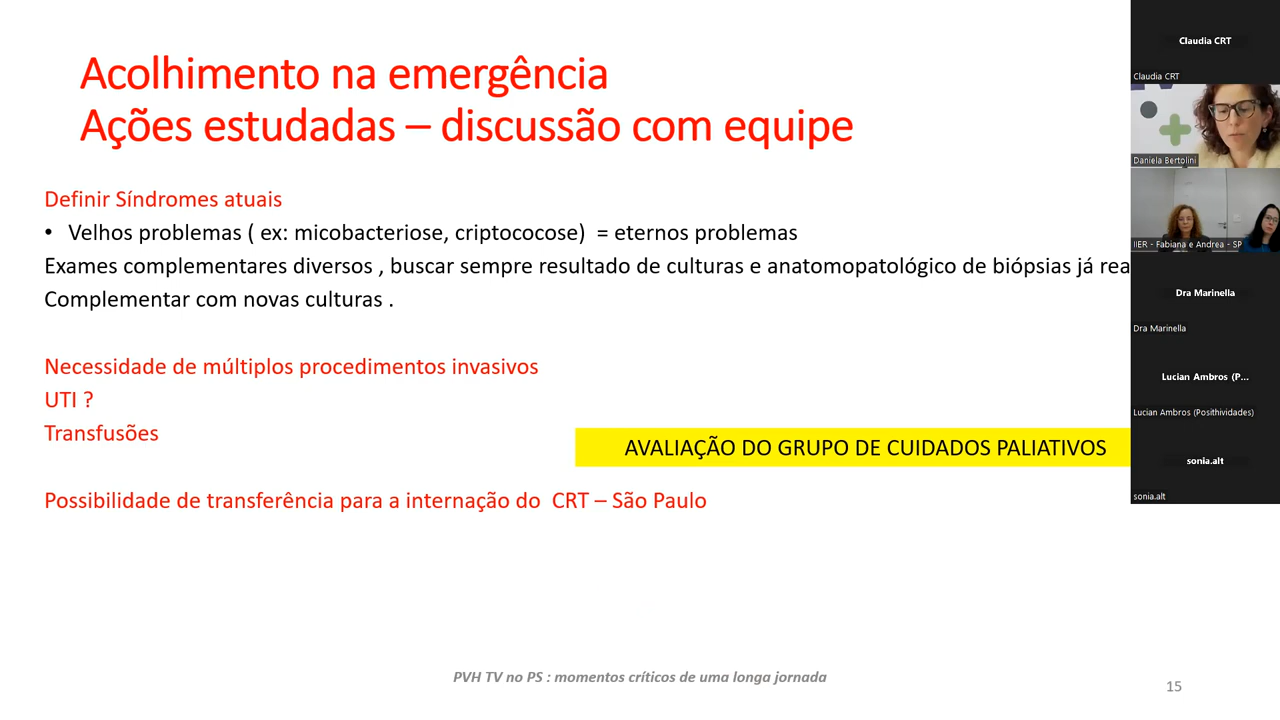 Acolhimento na emergência
Ações estudadas – discussão com equipe
Definir Síndromes atuais
• Velhos problemas ( ex: micobacteriose, criptococose) = eternos problemas
Exames complementares diversos , buscar sempre resultado de culturas e anatomopatológico de biópsias já
Complementar com novas culturas .
Necessidade de múltiplos procedimentos invasivos
UTI ?
Transfusões
AVALIAÇÃO DO GRUPO DE CUIDADOS PALIATIVOS
Possibilidade de transferência para a internação do CRT – São Paulo
PVH TV no PS : momentos críticos de uma longa jornada
15
Claudia CRT
Claudia CRT
Daniela Bertolini
IIER - Fabiana e Andrea - SP
Dra Marinella
Dra Marinella
Lucian Ambros (P...
Lucian Ambros (Posithividades)
sonia.alt
sonia.alt